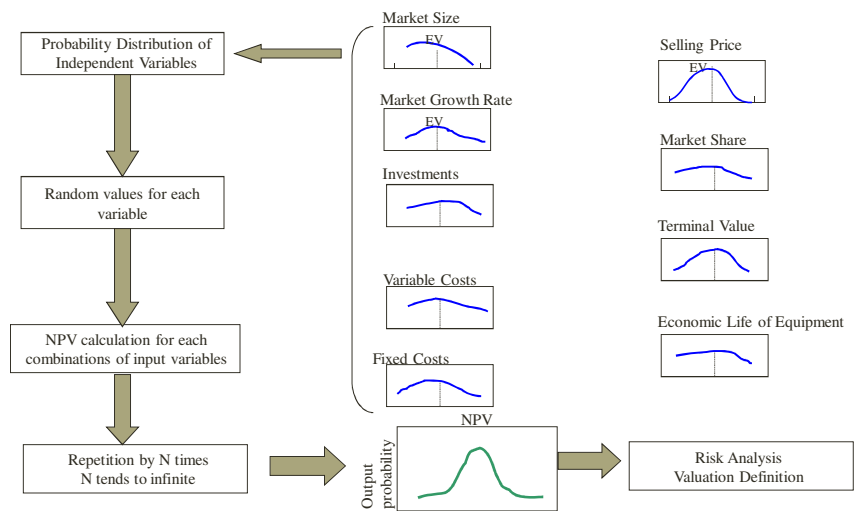 Probability Distribution of
Independent Variables
Random values for each
variable
NPV calculation for each
combinations of input variables
Repetition by N times
N tends to infinite
Market Size
EV
Market Growth Rate
EV
Investments
Variable Costs
Fixed Costs
Selling Price
EV
Market Share
Terminal Value
Economic Life of Equipment
NPV
Output
probability
Risk Analysis
Valuation Definition